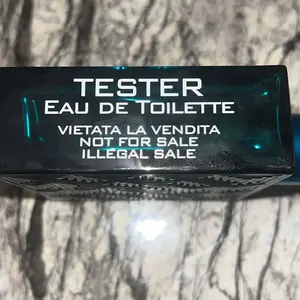 TESTER
EAU DE TOILETTE
VIETATA LA VENDITA
NOT FOR SALE
ILLEGAL SALE